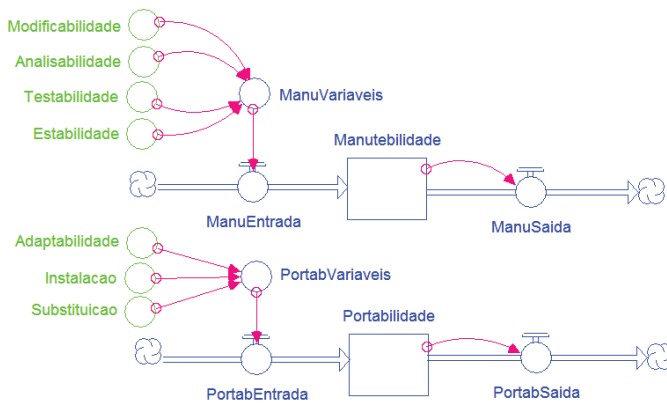 Modificabilidade
Analisabilidade
Testabilidade
ManuVariaveis
Estabilidade
Manutebilidade
ManuEntrada
ManuSaida
Adaptabilidade
Instalacao
PortabVariaveis
Substituicao
Portabilidade
PortabEntrada
PortabSaida